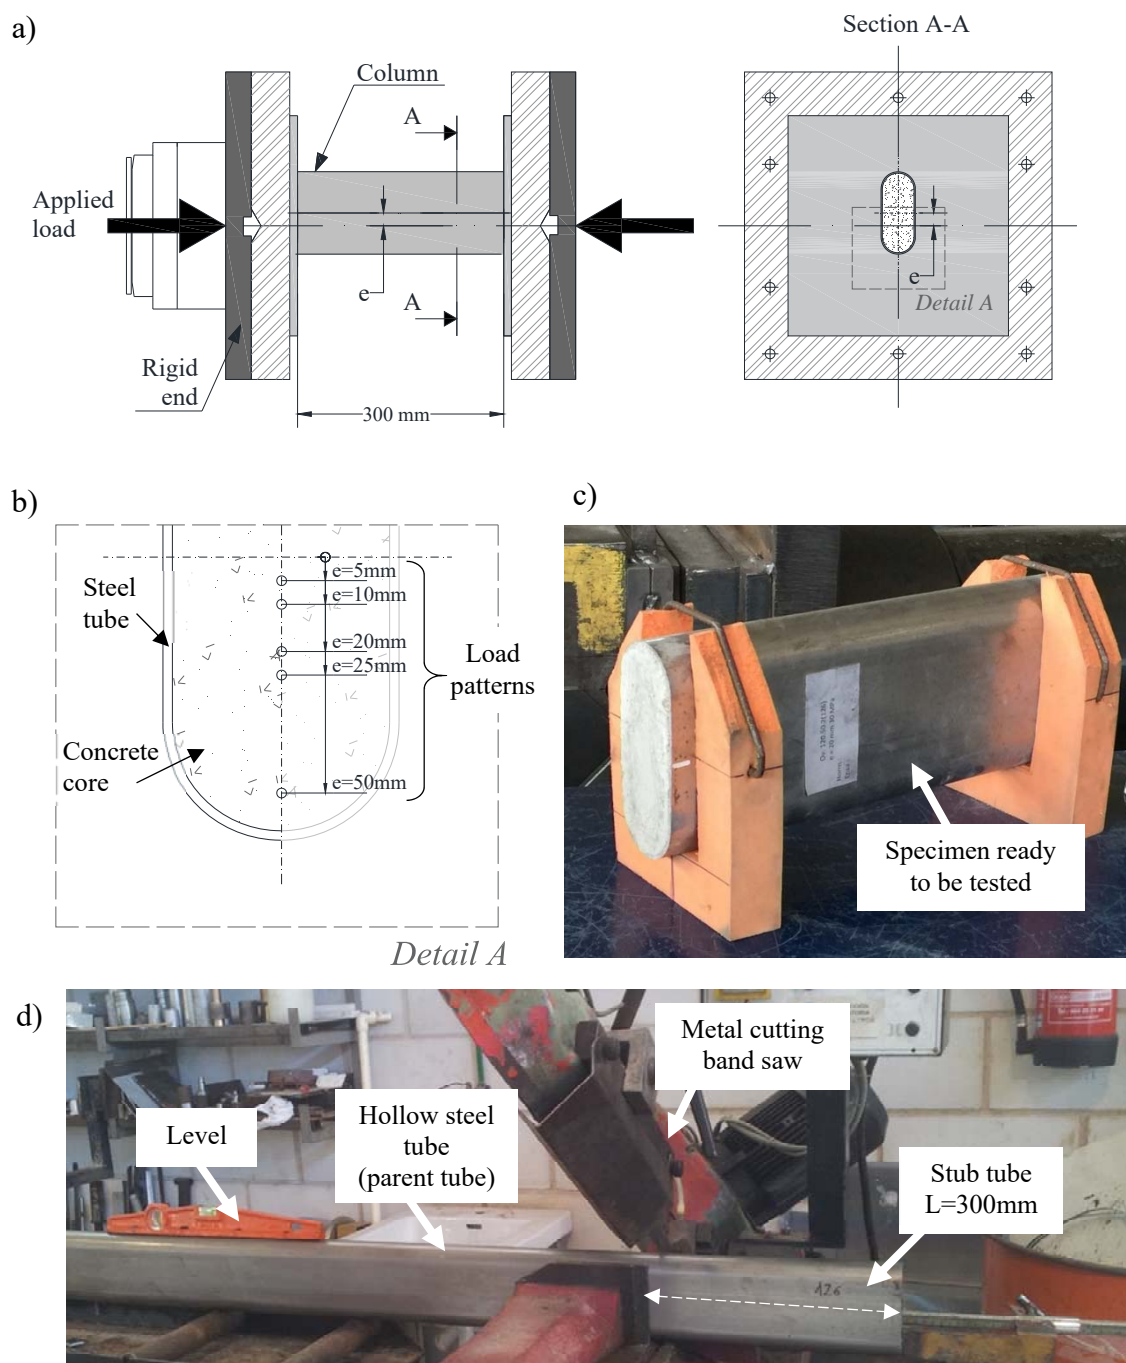 a)
Section A-A
Column
A
Applied
load
e
A
Rigid
end
300 mm
e
Detail A
b)
c)
e=5mm
e=10mm
e=20mm
e=25mm
e=50mm
Steel
tube
Load
patterns
Concrete
core
Detail A
Specimen ready
to be tested
d)
Metal cutting
band saw
Hollow steel
tube
(parent tube)
Level
Stub tube
L=300mm
126